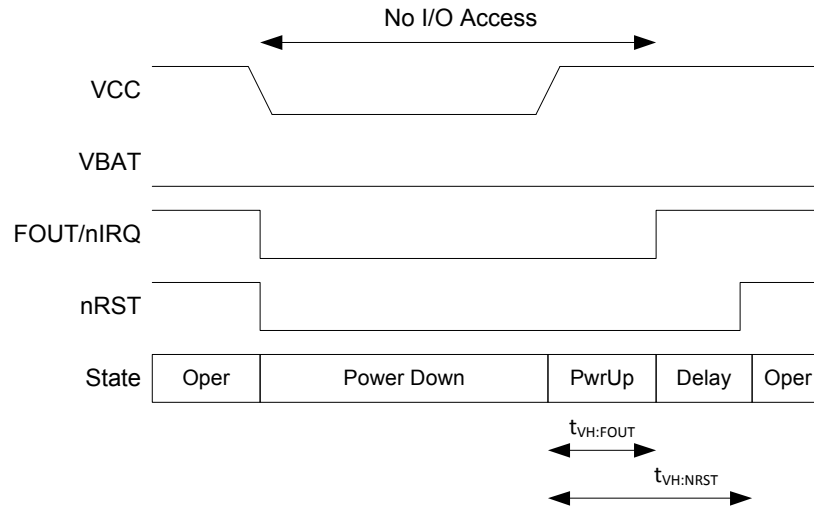 No I/O Access
VCC
VBAT
FOUT/nIRQ
nRST
State Oper Power Down PwrUp Delay Oper
tVH:FOUT
tVH:NRST